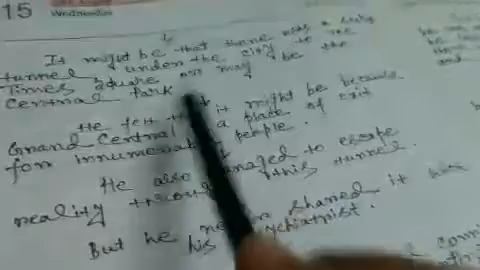 15
Wednesday
It might be that there was a long
tunnel under the city to the
Times Square or may be the
Central Park
He felt it might be because
Grand Central a place of exit
for innumerable people.
He also managed to escape
reality through this tunnel.
But he never shared it with
his psychiatrist.